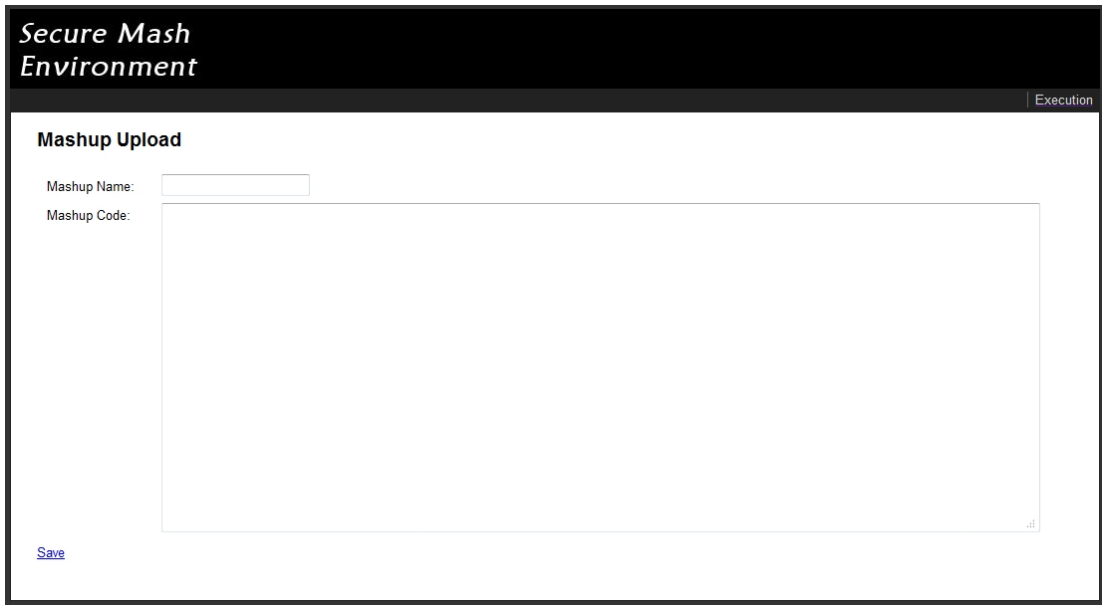 Secure Mash
Environment
Execution
Mashup Upload
Mashup Name:
Mashup Code:
Save